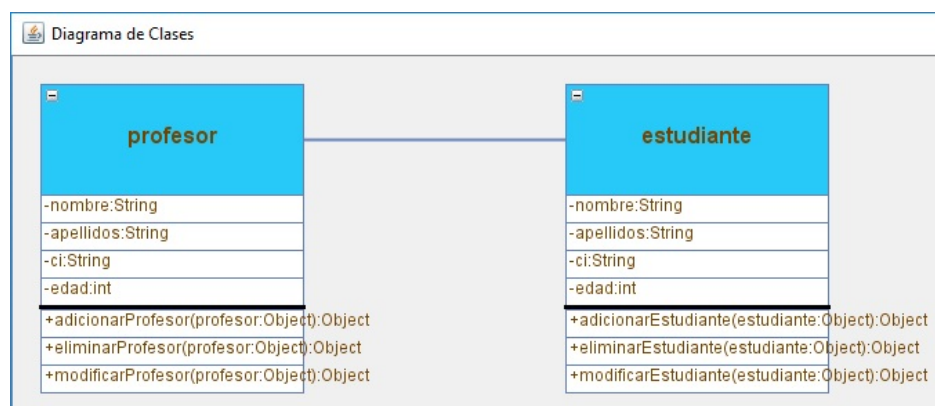 Diagrama de Clases
profesor
-nombre:String
-apellidos:String
-ci:String
-edad:int
+adicionarProfesor(profesor:Object):Object
+eliminarProfesor(profesor:Object):Object
+modificarProfesor(profesor:Object):Object
estudiante
-nombre:String
-apellidos:String
-ci:String
-edad:int
+adicionarEstudiante(estudiante:Object):Object
+eliminarEstudiante(estudiante:Object):Object
+modificarEstudiante(estudiante:Object):Object